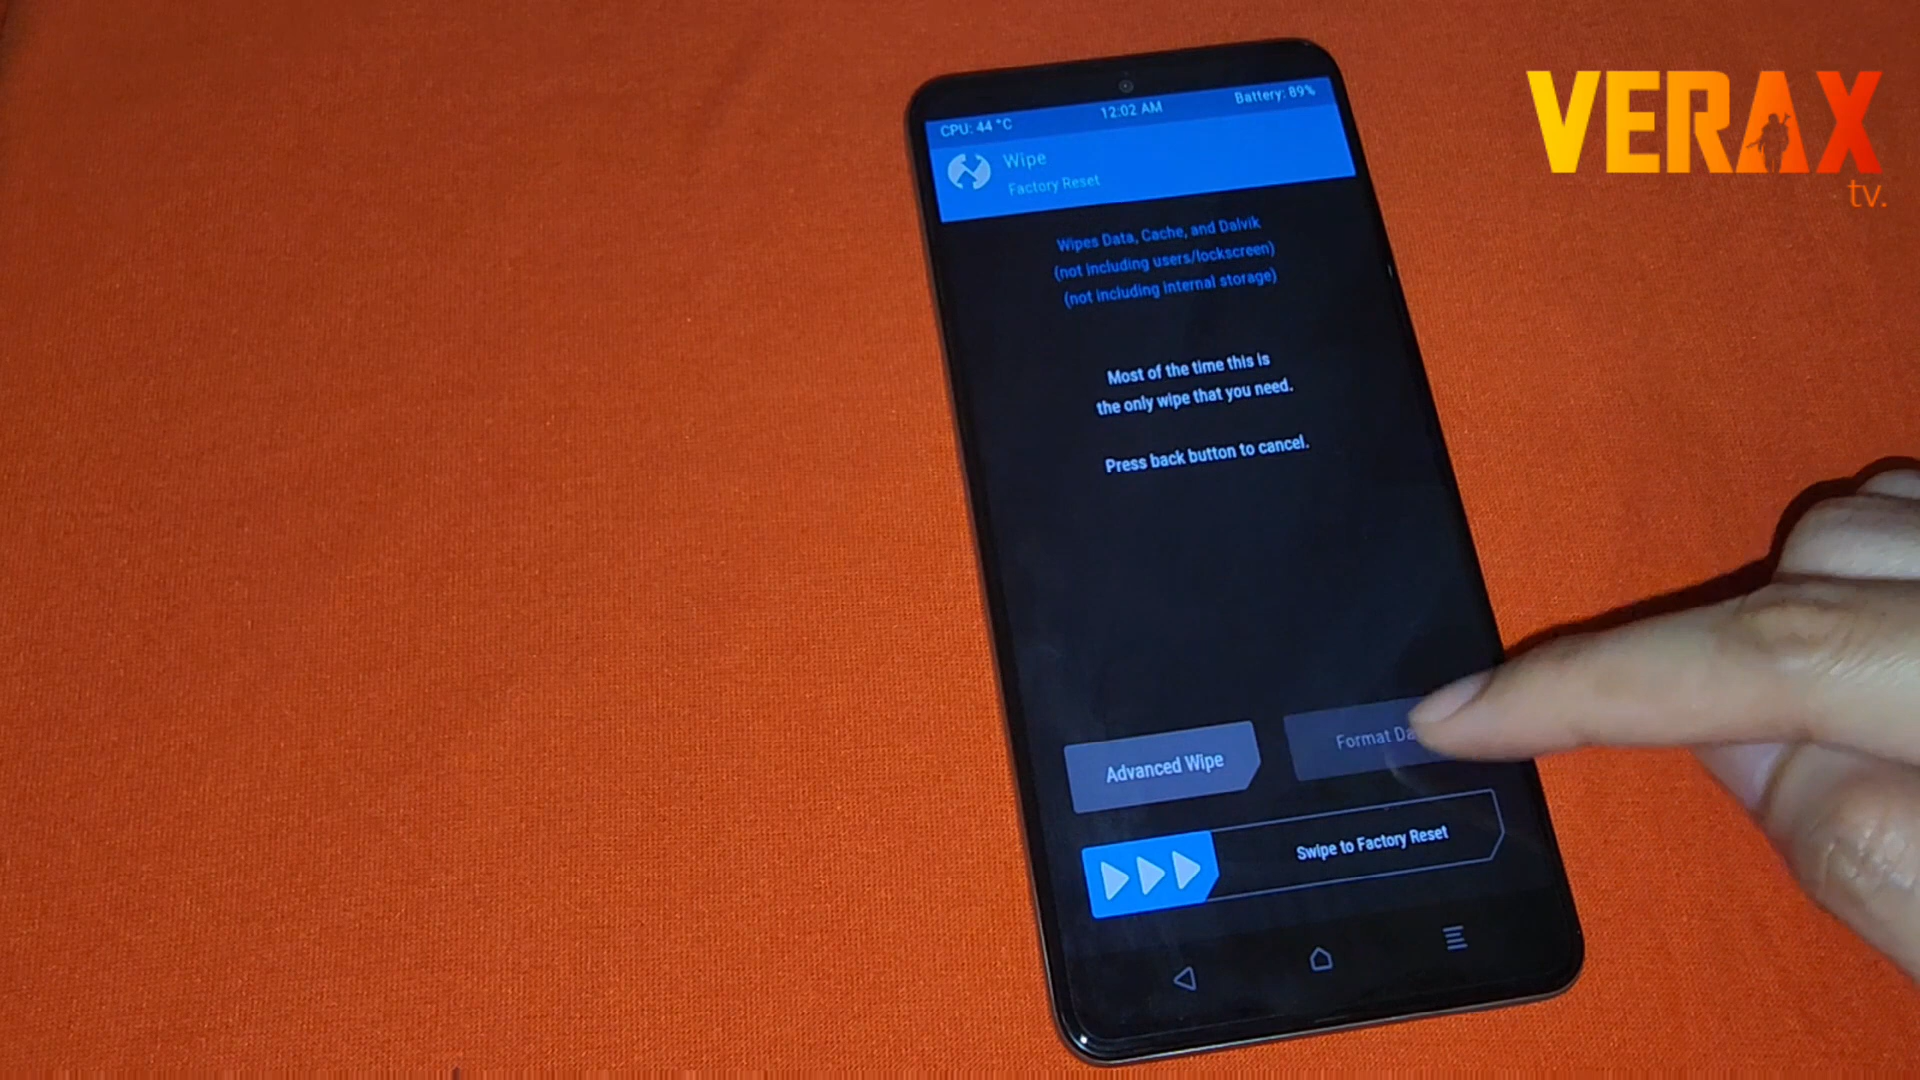 VERAX
tv.
CPU: 44 °C
12:02 AM
Battery: 89%
Wipe
Factory Reset
Wipes Data, Cache, and Dalvik
(not including users/lockscreen)
(not including internal storage)
Most of the time this is
the only wipe that you need.
Press back button to cancel.
Advanced Wipe
Format
Swipe to Factory Reset